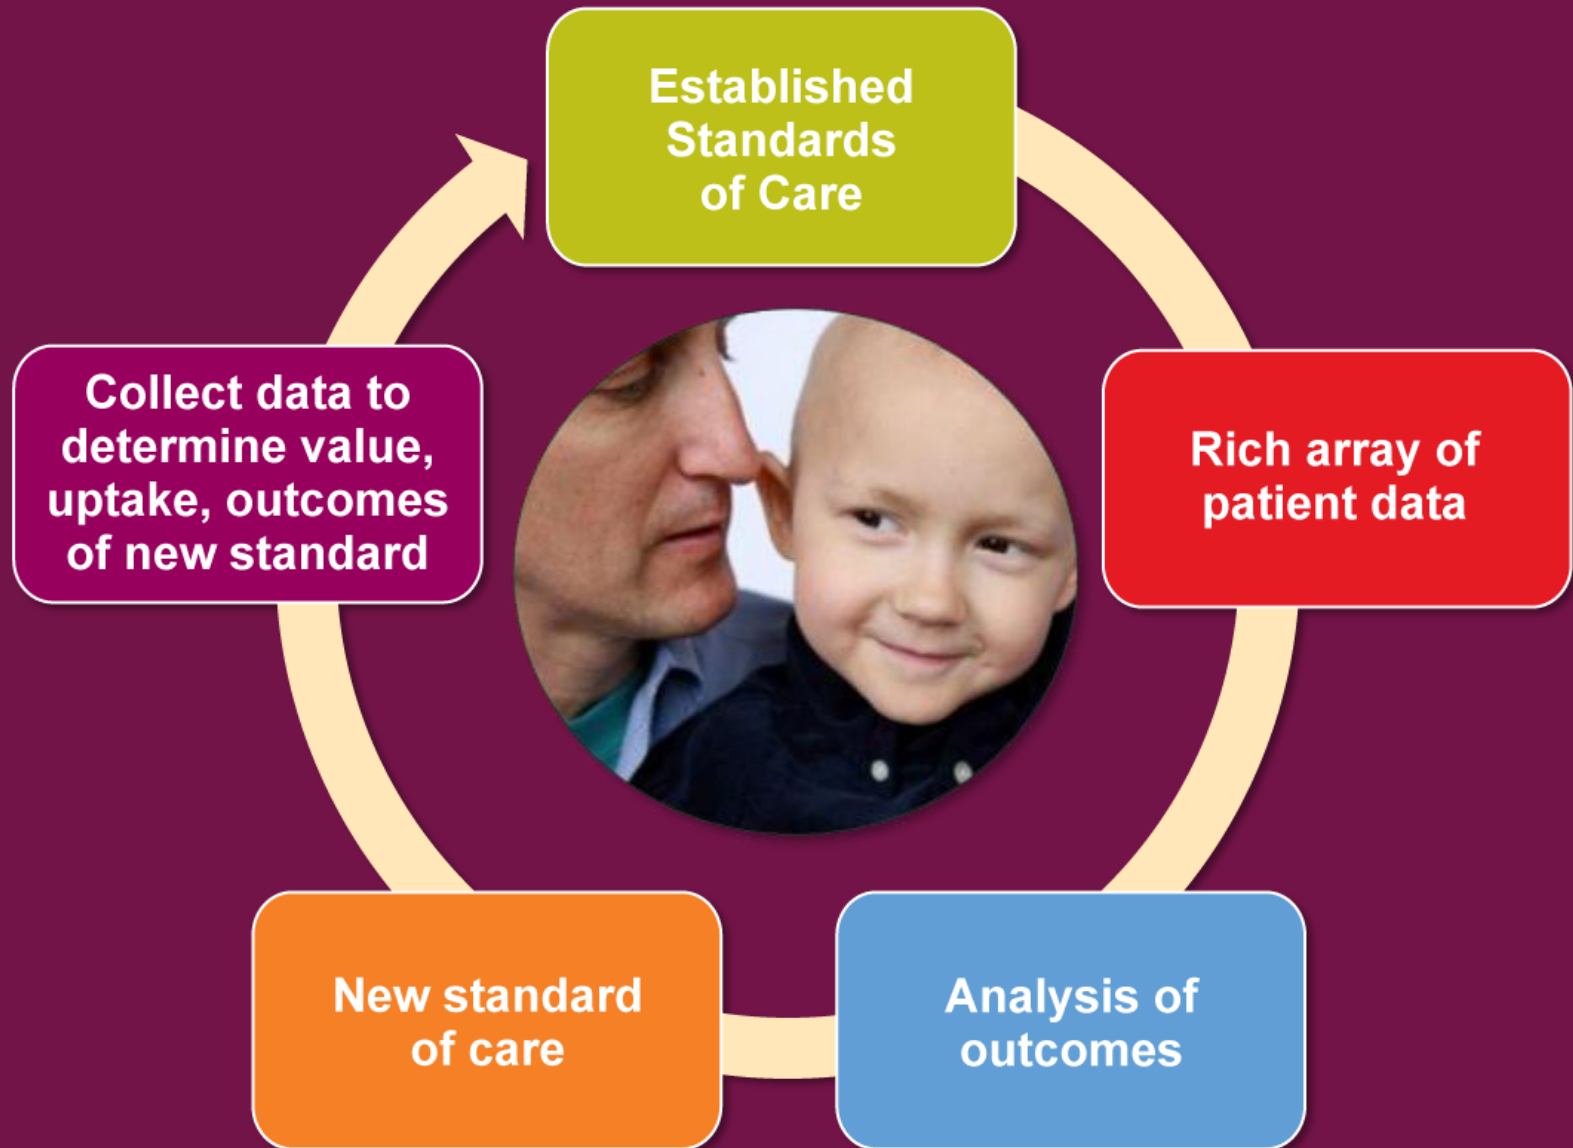 Established
Standards
of Care
Rich array of
patient data
Analysis of
outcomes
New standard
of care
Collect data to
determine value,
uptake, outcomes
of new standard